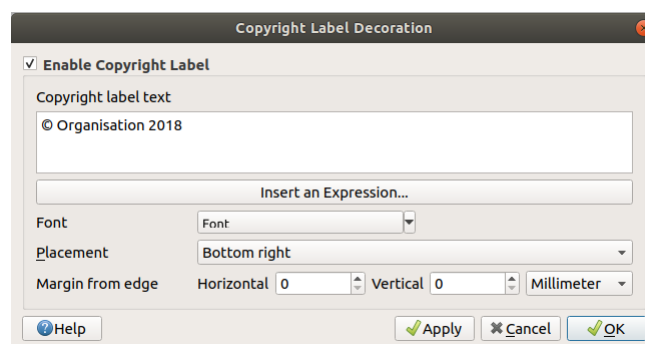 Copyright Label Decoration
Enable Copyright Label
Copyright label text
© Organisation 2018
Insert an Expression...
Font Font
Placement Bottom right
Margin from edge Horizontal 0 Vertical 0 Millimeter
Help Apply Cancel OK